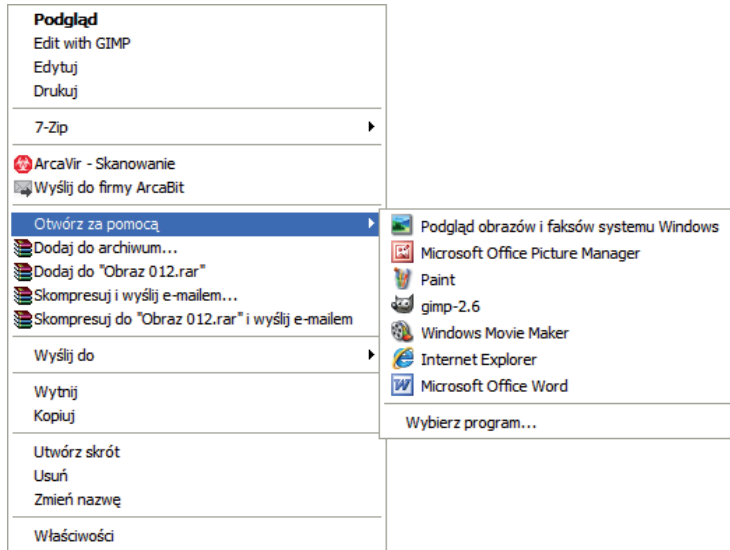 Podgląd
Edit with GIMP
Edytuj
Drukuj
7-Zip
ArcaVir - Skanowanie
Wyślij do firmy ArcaBit
Otwórz za pomocą
Dodaj do archiwum...
Dodaj do "Obraz 012.rar"
Skompresuj i wyślij e-mailem...
Skompresuj do "Obraz 012.rar" i wyślij e-mailem
Wyślij do
Wytnij
Kopiuj
Utwórz skrót
Usuń
Zmień nazwę
Właściwości
Podgląd obrazów i faksów systemu Windows
Microsoft Office Picture Manager
Paint
gimp-2.6
Windows Movie Maker
Internet Explorer
Microsoft Office Word
Wybierz program...